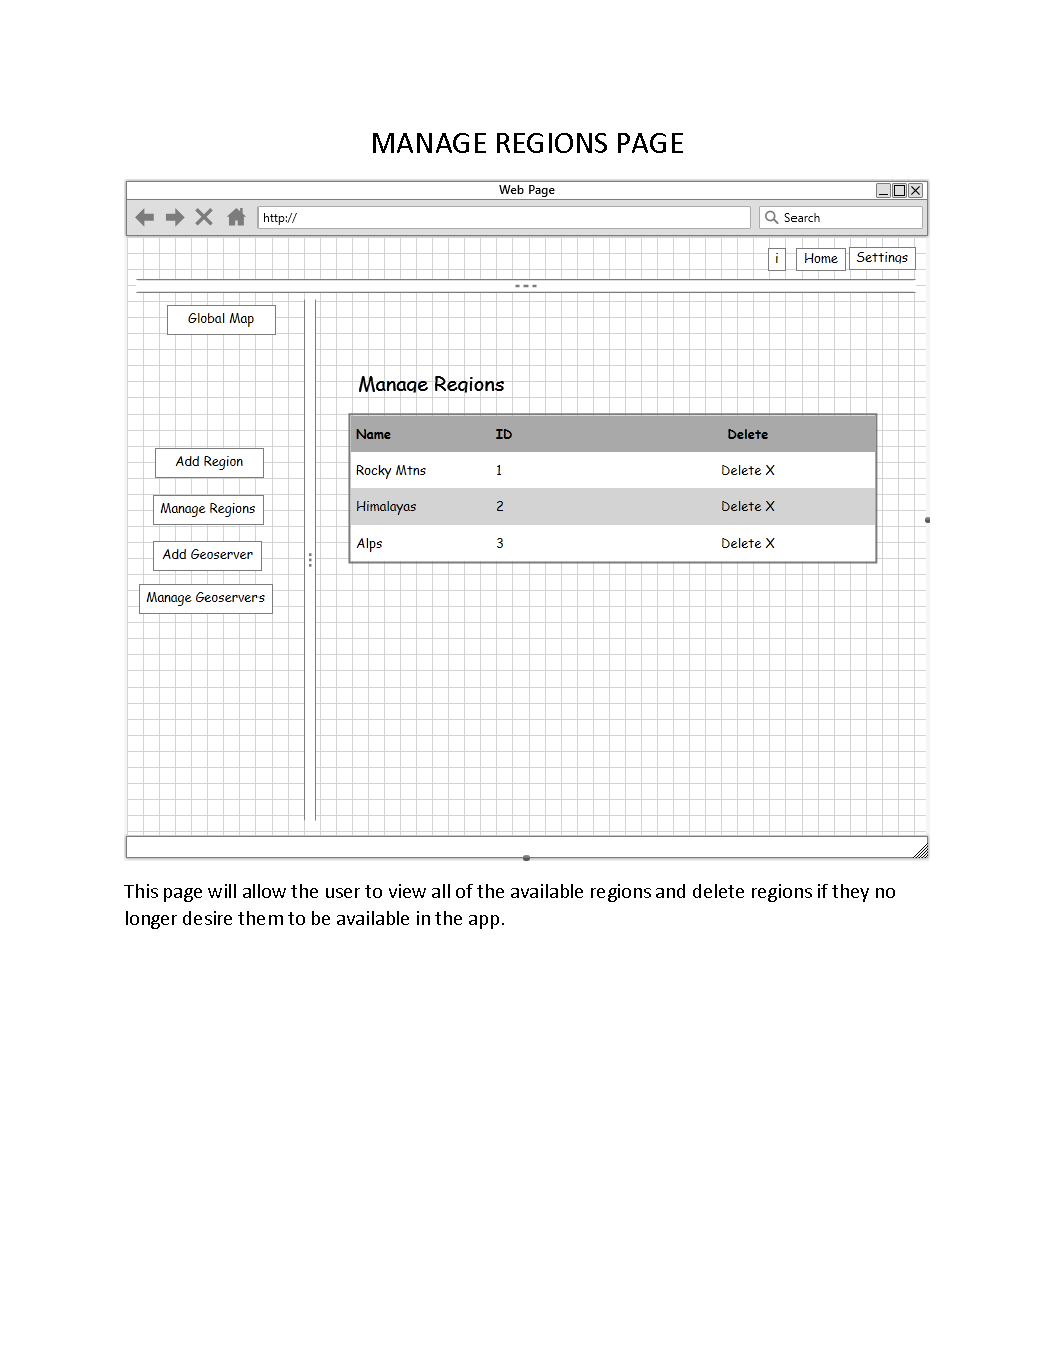 MANAGE REGIONS PAGE
Web Page
http://
Search
i Home Settings
Global Map
Manage Regions
Name ID Delete
Rocky Mtns 1 Delete X
Himalayas 2 Delete X
Alps 3 Delete X
Add Region
Manage Regions
Add Geoserver
Manage Geoservers
This page will allow the user to view all of the available regions and delete regions if they no
longer desire them to be available in the app.